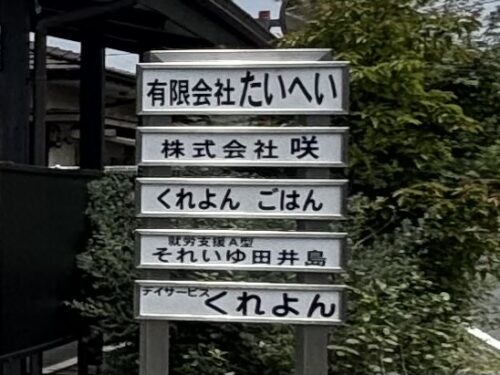 有限会社たいへい
株式会社 咲
くれよん ごはん
就労支援A型
それいゆ田井島
デイサービス くれよん